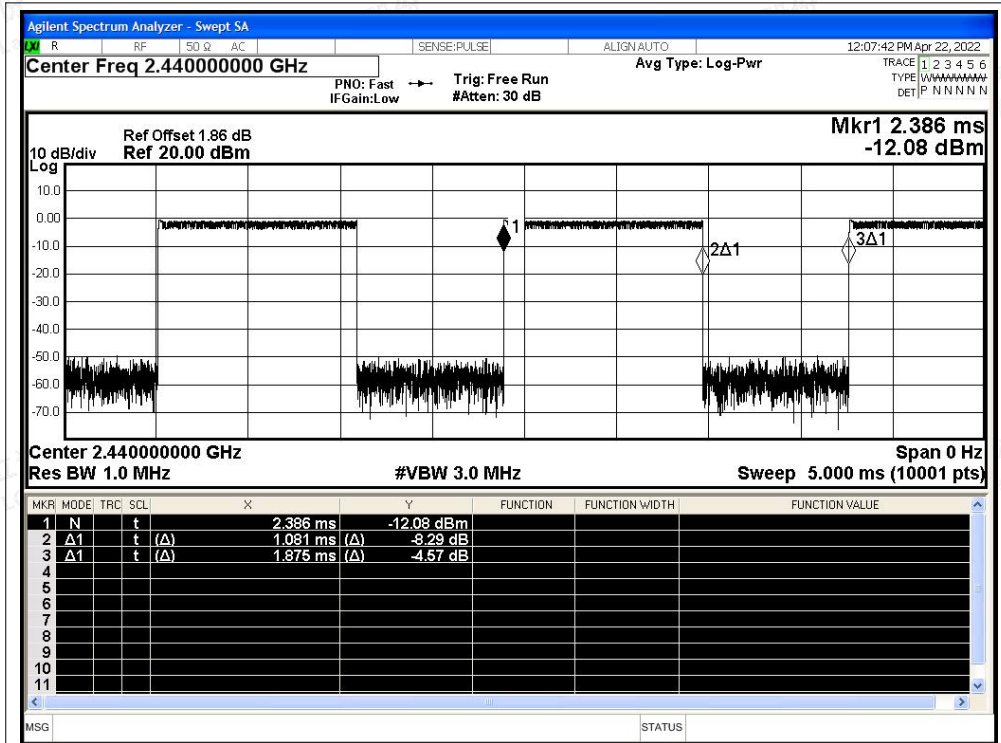 Agilent Spectrum Analyzer - Swept SA
LXI R RF 50 Ω AC SENSE:PULSE ALIGN AUTO 12:07:42 PM Apr 22, 2022
Center Freq 2.440000000 GHz
PNO: Fast
IFGain:Low
Trig: Free Run
#Atten: 30 dB
Avg Type: Log-Pwr
TRACE 1 2 3 4 5 6
TYPE
DET P N N N N N
Mkr1 2.386 ms
-12.08 dBm
Ref Offset 1.86 dB
10 dB/div Ref 20.00 dBm
Log
10.0
0.00
-10.0
-20.0
-30.0
-40.0
-50.0
-60.0
-70.0
1
2Δ1
3Δ1
Center 2.440000000 GHz Span 0 Hz
Res BW 1.0 MHz #VBW 3.0 MHz Sweep 5.000 ms (10001 pts)
MKR MODE TRC SCL X Y FUNCTION FUNCTION WIDTH FUNCTION VALUE
1 N t 2.386 ms -12.08 dBm
2 Δ1 t (Δ) 1.081 ms (Δ) -8.29 dB
3 Δ1 t (Δ) 1.875 ms (Δ) -4.57 dB
4
5
6
7
8
9
10
11
MSG STATUS